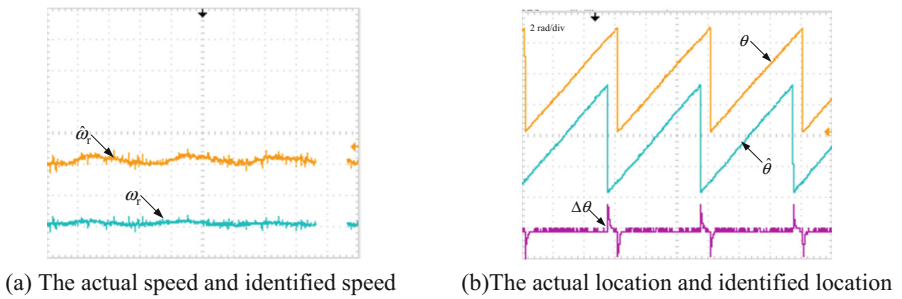 2 rad/div
θ
ω̂r
θ̂
ωr
Δθ
(a) The actual speed and identified speed
(b)The actual location and identified location